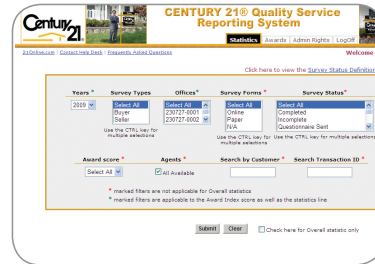 Century 21
CENTURY 21® Quality Service
Reporting System
Statistics Awards Admin Rights LogOff
21Online.com | Contact Help Desk | Frequently Asked Questions Welcome
Click here to view the Survey Status Definition
Years * Survey Types Offices* Survey Forms * Survey Status*
2009 Select All Select All Select All Select All
Buyer 230727-0001 Online Completed
Seller 230727-0002 Paper Incomplete
N/A Questionnaire Sent
Use the CTRL key for multiple selections
Use the CTRL key for multiple selections
Use the CTRL key for multiple selections
Award score * Agents * Search by Customer * Search Transaction ID *
Select All All Available
* marked filters are not applicable for Overall statistics
* marked filters are applicable to the Award Index score as well as the statistics line
Submit Clear Check here for Overall statistic only